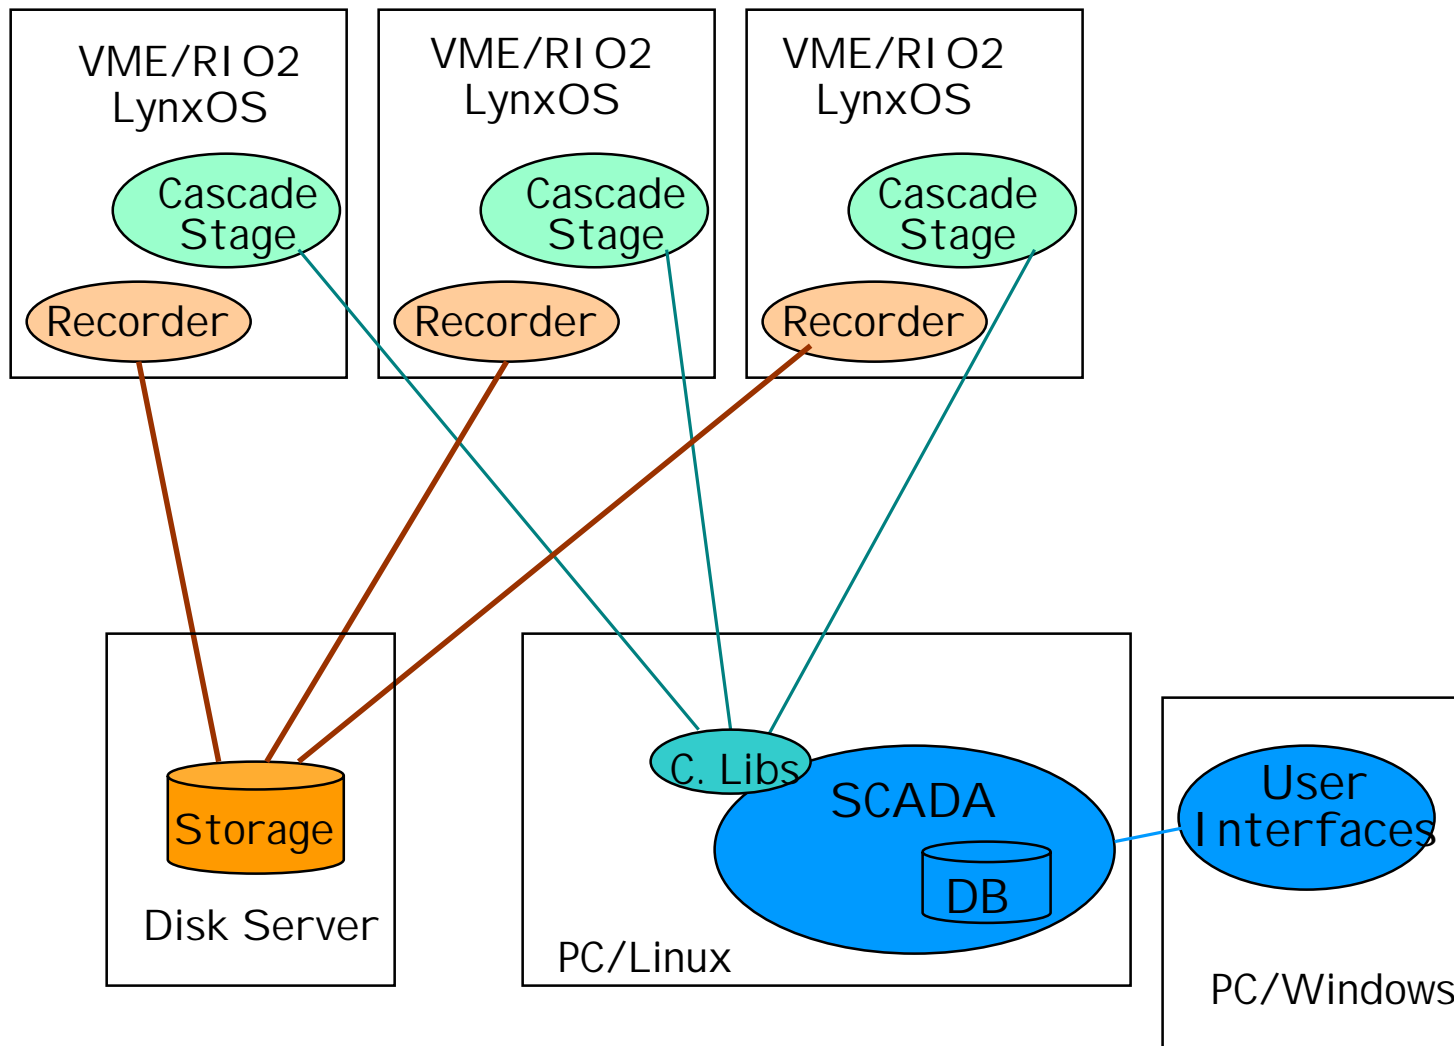 VME/RIO2
LynxOS
Cascade
Stage
Recorder
VME/RIO2
LynxOS
Cascade
Stage
Recorder
VME/RIO2
LynxOS
Cascade
Stage
Recorder
Storage
Disk Server
C. Libs
SCADA
DB
PC/Linux
User
Interfaces
PC/Windows